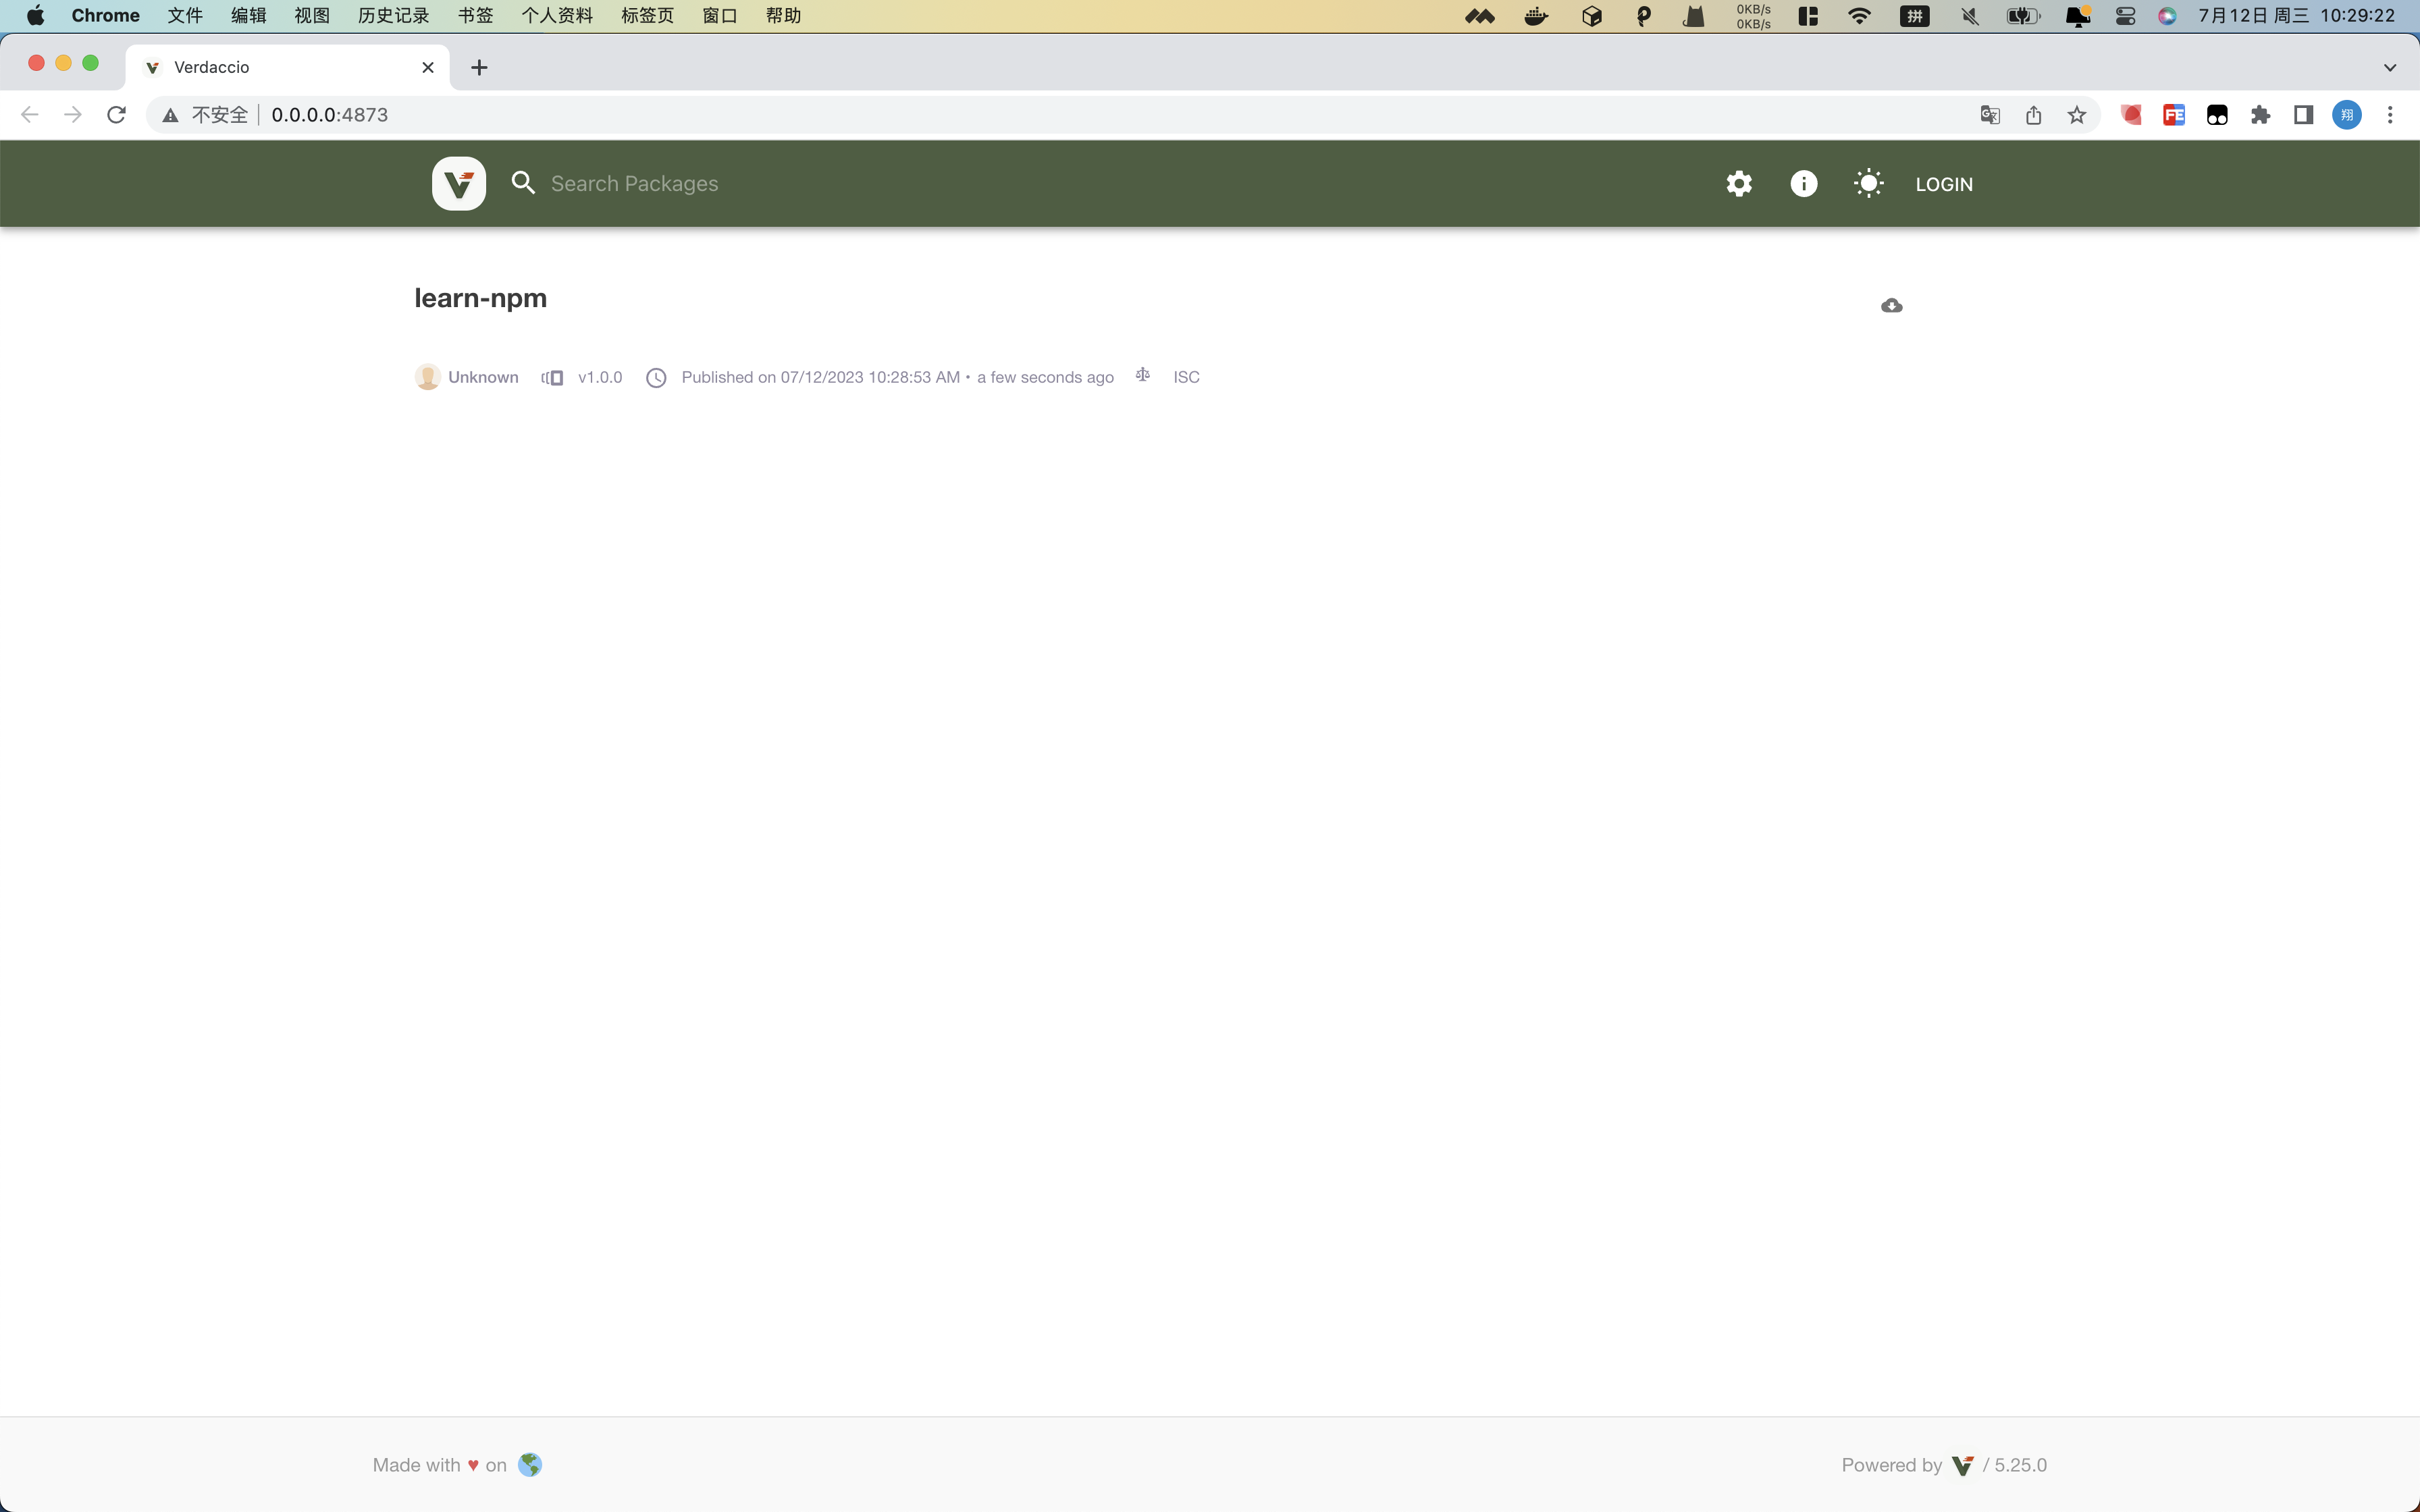 Chrome 文件 编辑 视图 历史记录 书签 个人资料 标签页 窗口 帮助 0KB/s 0KB/s 拼 7月12日 周三 10:29:22
Verdaccio
不安全 0.0.0.0:4873 FE 翔
Search Packages LOGIN
learn-npm
Unknown v1.0.0 Published on 07/12/2023 10:28:53 AM • a few seconds ago ISC
Made with ♥ on Powered by / 5.25.0